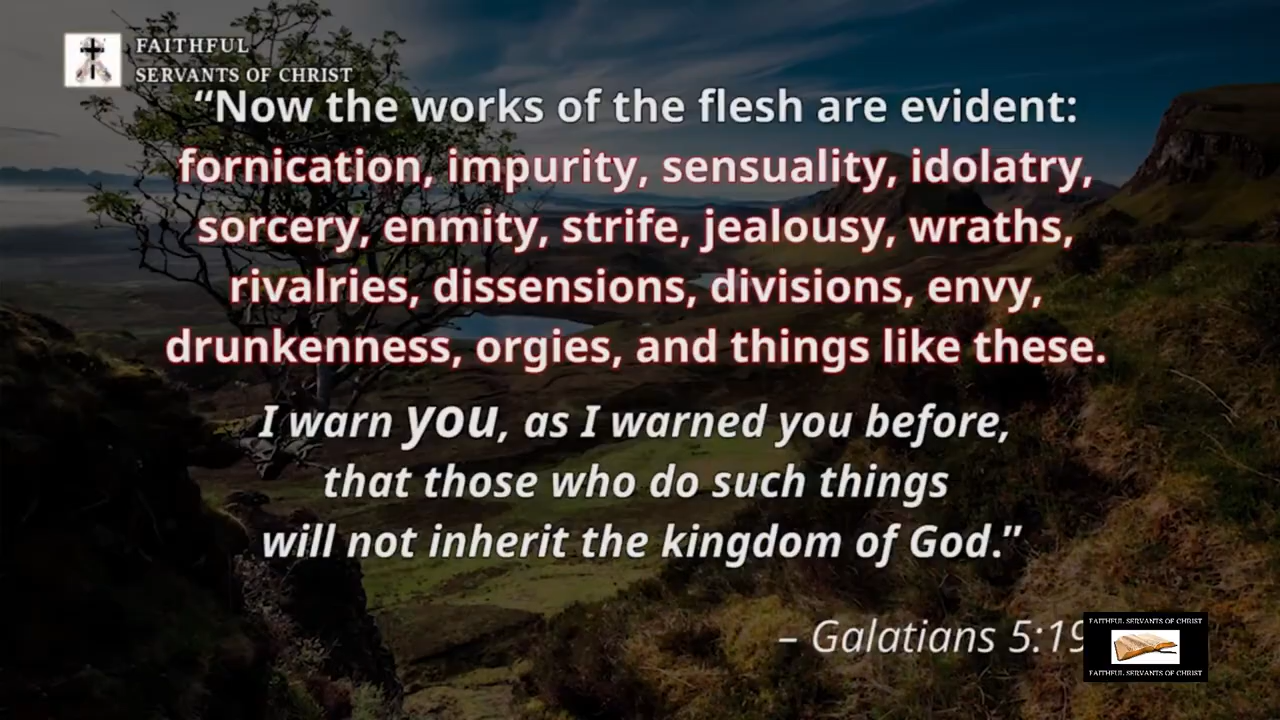 FAITHFUL
SERVANTS OF CHRIST
“Now the works of the flesh are evident:
fornication, impurity, sensuality, idolatry,
sorcery, enmity, strife, jealousy, wraths,
rivalries, dissensions, divisions, envy,
drunkenness, orgies, and things like these.
I warn you, as I warned you before,
that those who do such things
will not inherit the kingdom of God.”
– Galatians 5:19
FAITHFUL SERVANTS OF CHRIST
FAITHFUL SERVANTS OF CHRIST